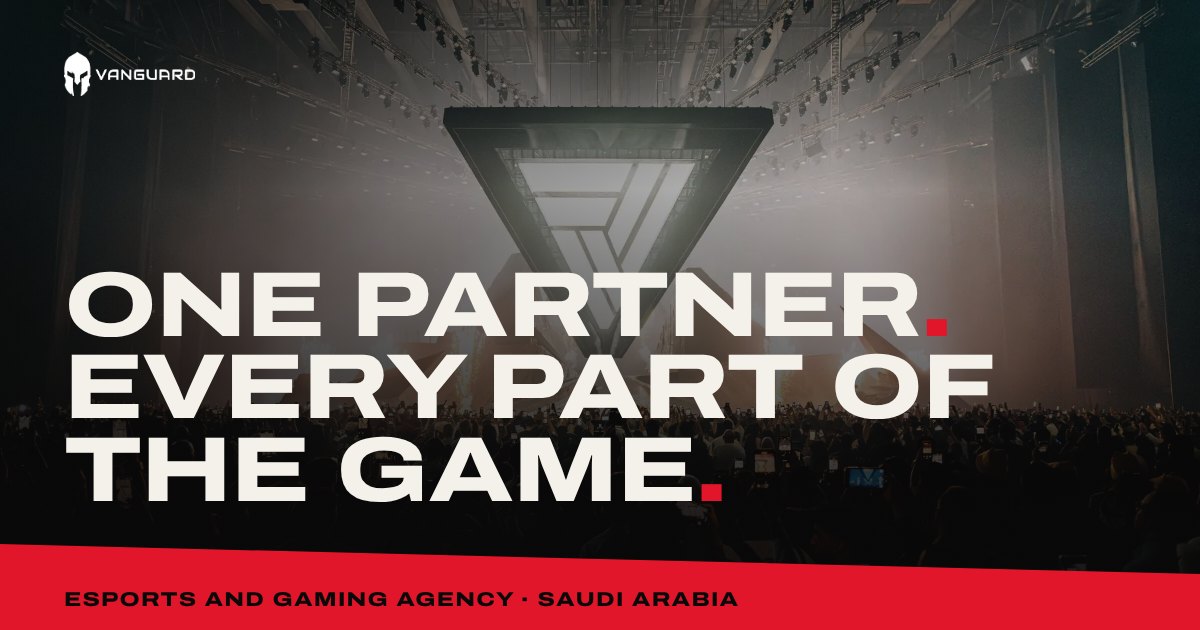 VANGUARD
ONE PARTNER.
EVERY PART OF
THE GAME.
ESPORTS AND GAMING AGENCY · SAUDI ARABIA